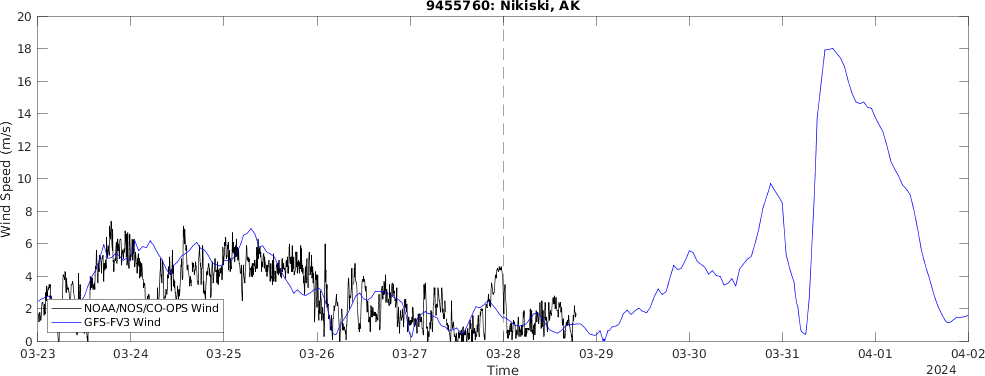 9455760: Nikiski, AK
Wind Speed (m/s)
20
18
16
14
12
10
8
6
4
2
0
NOAA/NOS/CO-OPS Wind
GFS-FV3 Wind
03-23 03-24 03-25 03-26 03-27 03-28 03-29 03-30 03-31 04-01 04-02
Time
2024